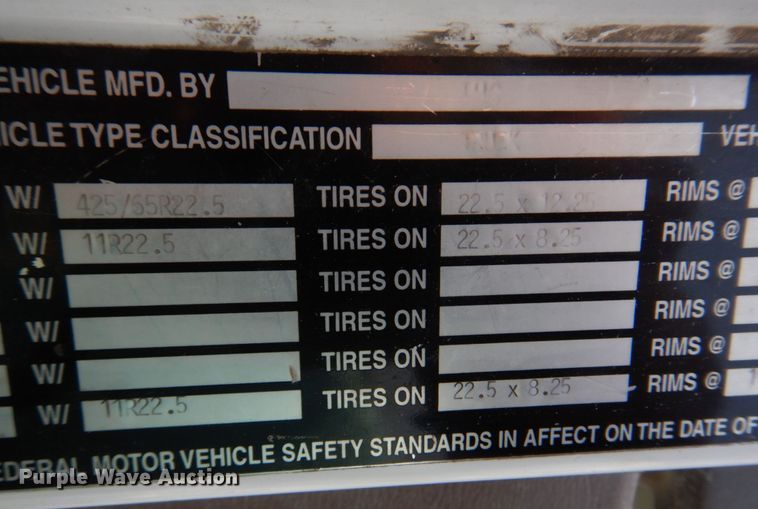 EHICLE MFD. BY
ICLE TYPE CLASSIFICATION VEH
W/ 425/65R22.5 TIRES ON 22.5 x 12.25 RIMS @
W/ 11R22.5 TIRES ON 22.5 x 8.25 RIMS @
W/ TIRES ON RIMS @
W/ TIRES ON RIMS @
W/ TIRES ON RIMS @
W/ 11R22.5 TIRES ON 22.5 x 8.25 RIMS @ 1
EDERAL MOTOR VEHICLE SAFETY STANDARDS IN AFFECT ON THE DATE OF
Purple Wave Auction